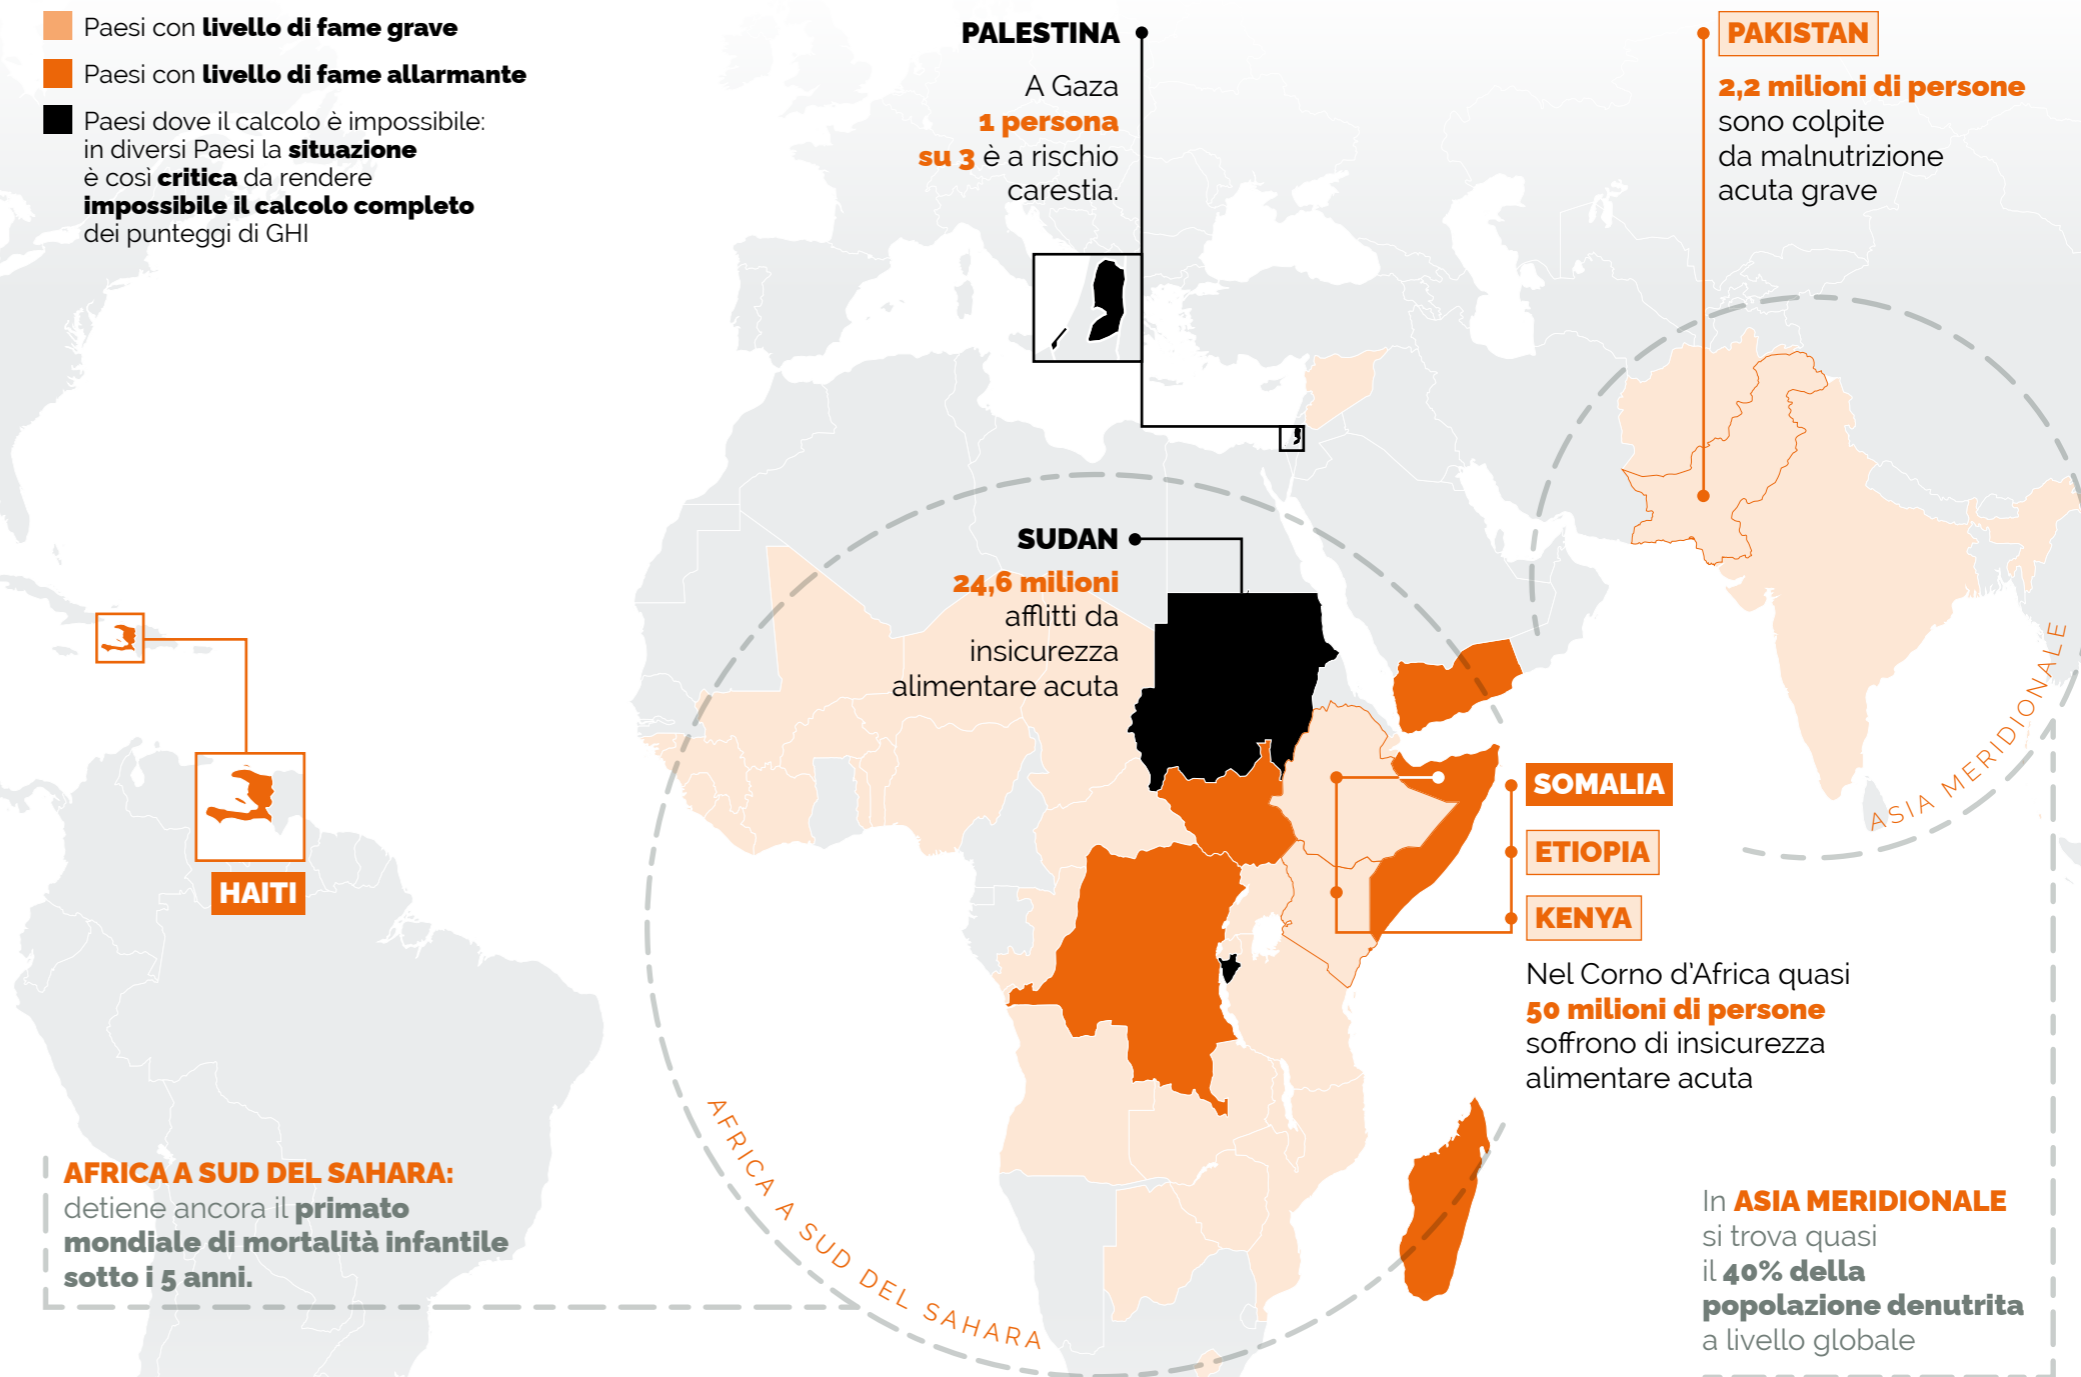 Paesi con livello di fame grave
Paesi con livello di fame allarmante
Paesi dove il calcolo è impossibile:
in diversi Paesi la situazione
è così critica da rendere
impossibile il calcolo completo
dei punteggi di GHI
PALESTINA
A Gaza
1 persona
su 3 è a rischio
carestia.
PAKISTAN
2,2 milioni di persone
sono colpite
da malnutrizione
acuta grave
SUDAN
24,6 milioni
afflitti da
insicurezza
alimentare acuta
HAITI
SOMALIA
ETIOPIA
KENYA
Nel Corno d'Africa quasi
50 milioni di persone
soffrono di insicurezza
alimentare acuta
ASIA MERIDIONALE
AFRICA A SUD DEL SAHARA
AFRICA A SUD DEL SAHARA:
detiene ancora il primato
mondiale di mortalità infantile
sotto i 5 anni.
In ASIA MERIDIONALE
si trova quasi
il 40% della
popolazione denutrita
a livello globale